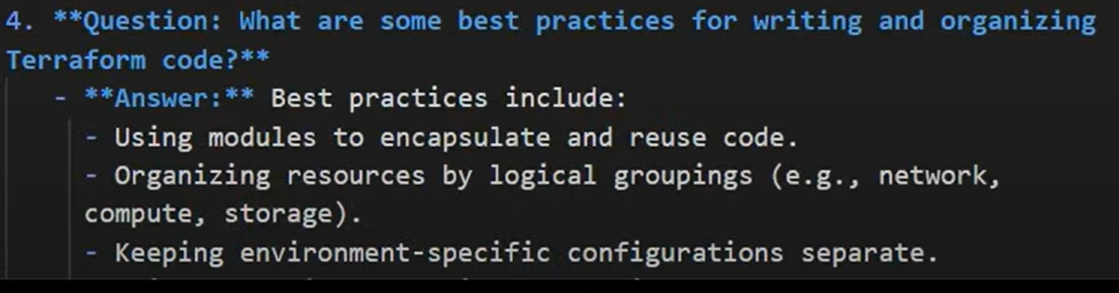 4. **Question: What are some best practices for writing and organizing
Terraform code?**
- **Answer:** Best practices include:
- Using modules to encapsulate and reuse code.
- Organizing resources by logical groupings (e.g., network,
compute, storage).
- Keeping environment-specific configurations separate.